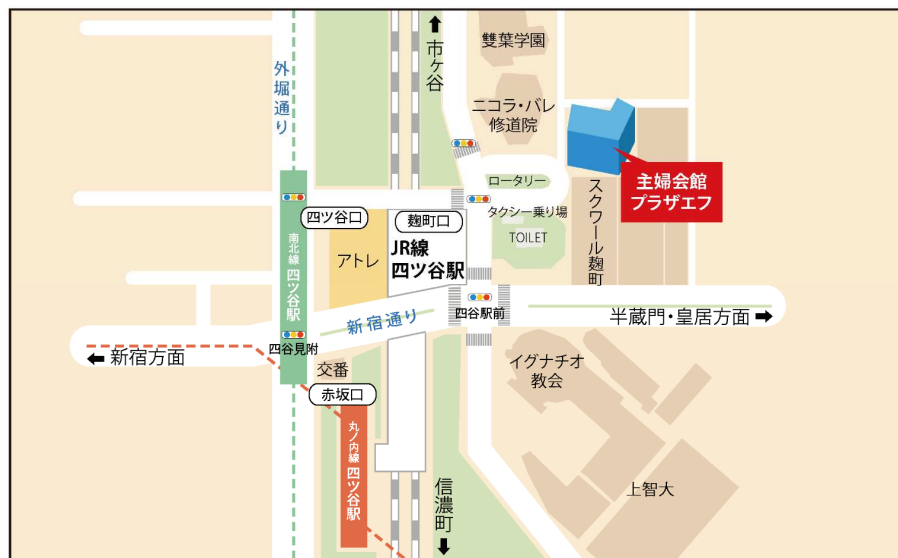 外堀通り
市ヶ谷
雙葉学園
ニコラ・バレ
修道院
主婦会館
プラザエフ
ロータリー
タクシー乗り場
TOILET
スクワール麹町
四ツ谷口
麹町口
南北線 四ツ谷駅
アトレ
JR線
四ツ谷駅
新宿通り
四谷駅前
半蔵門・皇居方面
四谷見附
新宿方面
交番
赤坂口
イグナチオ
教会
丸ノ内線 四ツ谷駅
信濃町
上智大